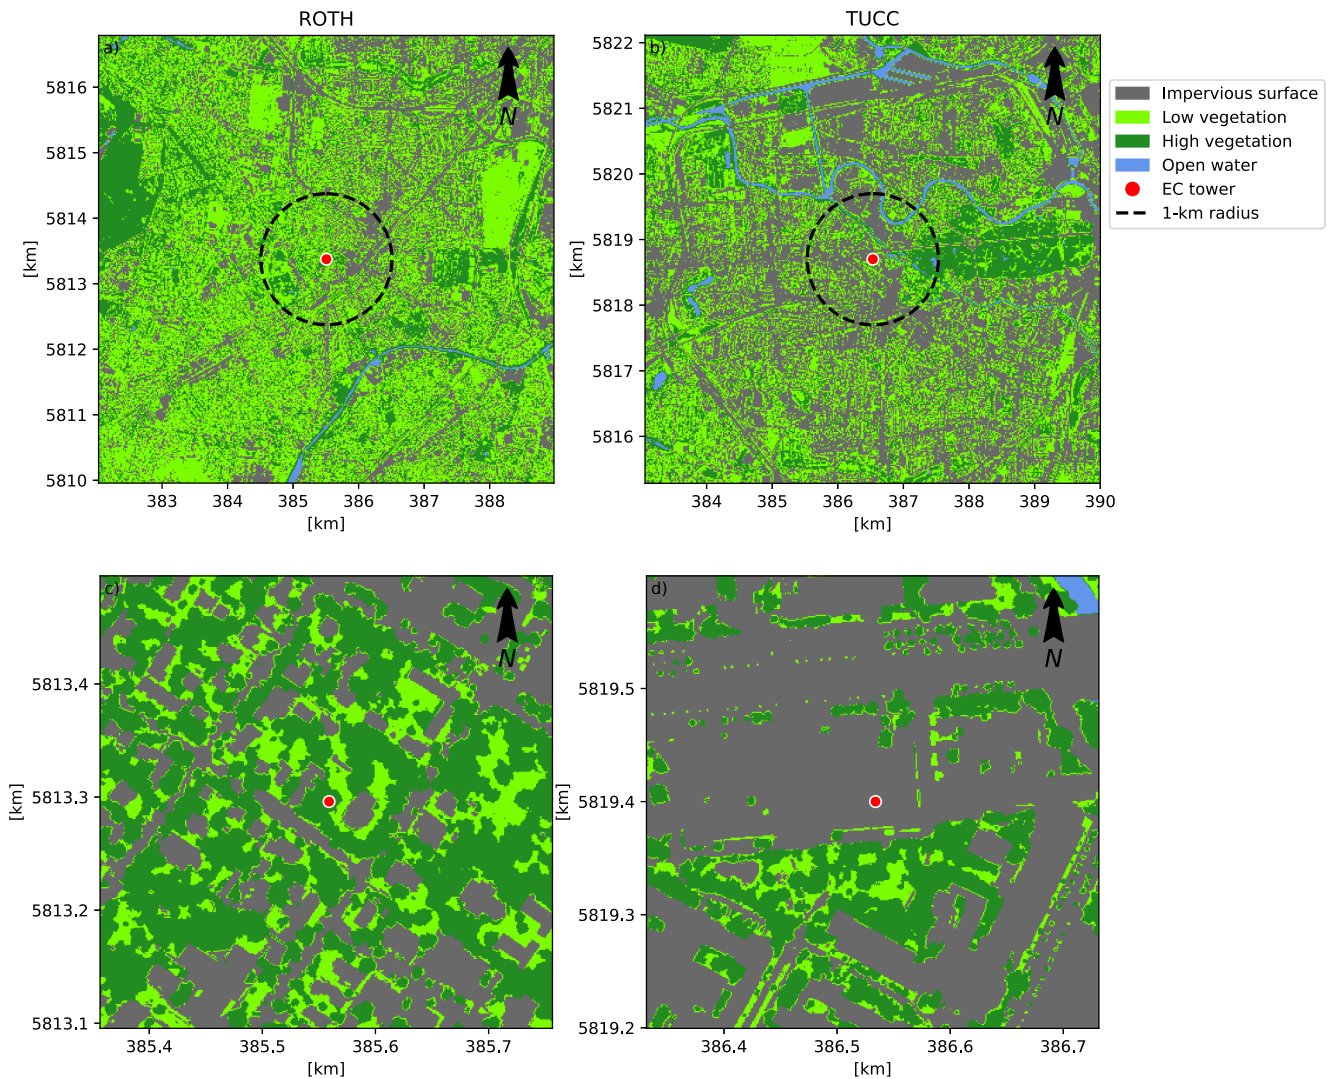 ROTH
TUCC
a)
N
5816
5815
5814
5813
5812
5811
5810
[km]
383
384
385
386
387
388
[km]
b)
N
5822
5821
5820
5819
5818
5817
5816
[km]
384
385
386
387
388
389
390
[km]
Impervious surface
Low vegetation
High vegetation
Open water
EC tower
1-km radius
c)
N
5813.4
5813.3
5813.2
5813.1
[km]
385.4
385.5
385.6
385.7
[km]
d)
N
5819.5
5819.4
5819.3
5819.2
[km]
386.4
386.5
386.6
386.7
[km]